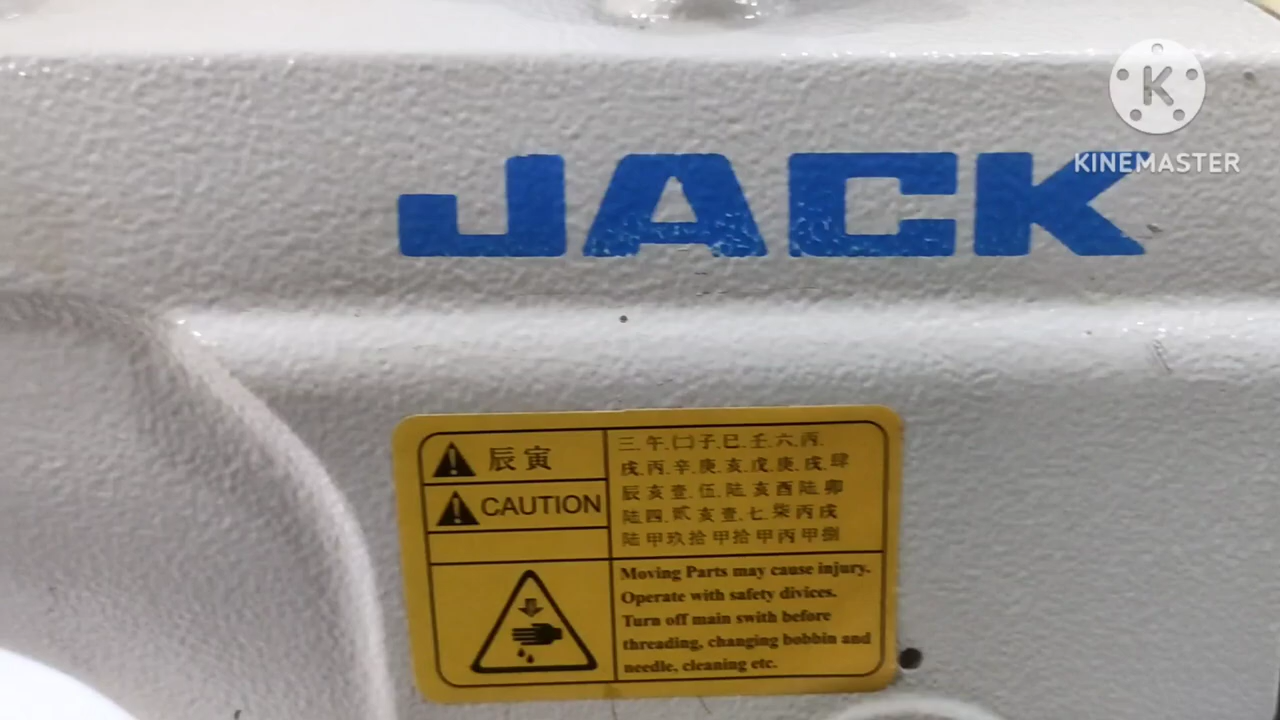 K
KINEMASTER
JACK
辰寅
CAUTION
三.午.口子.巳.壬.六.丙.
戌.丙.辛.庚.亥.戊.庚.戌.肆
辰亥壹.伍.陆亥酉陆.卯
陆四.贰亥壹.七.柒丙戌
陆甲玖拾甲拾甲丙甲捌
Moving Parts may cause injury.
Operate with safety divices.
Turn off main swith before
threading, changing bobbin and
needle, cleaning etc.